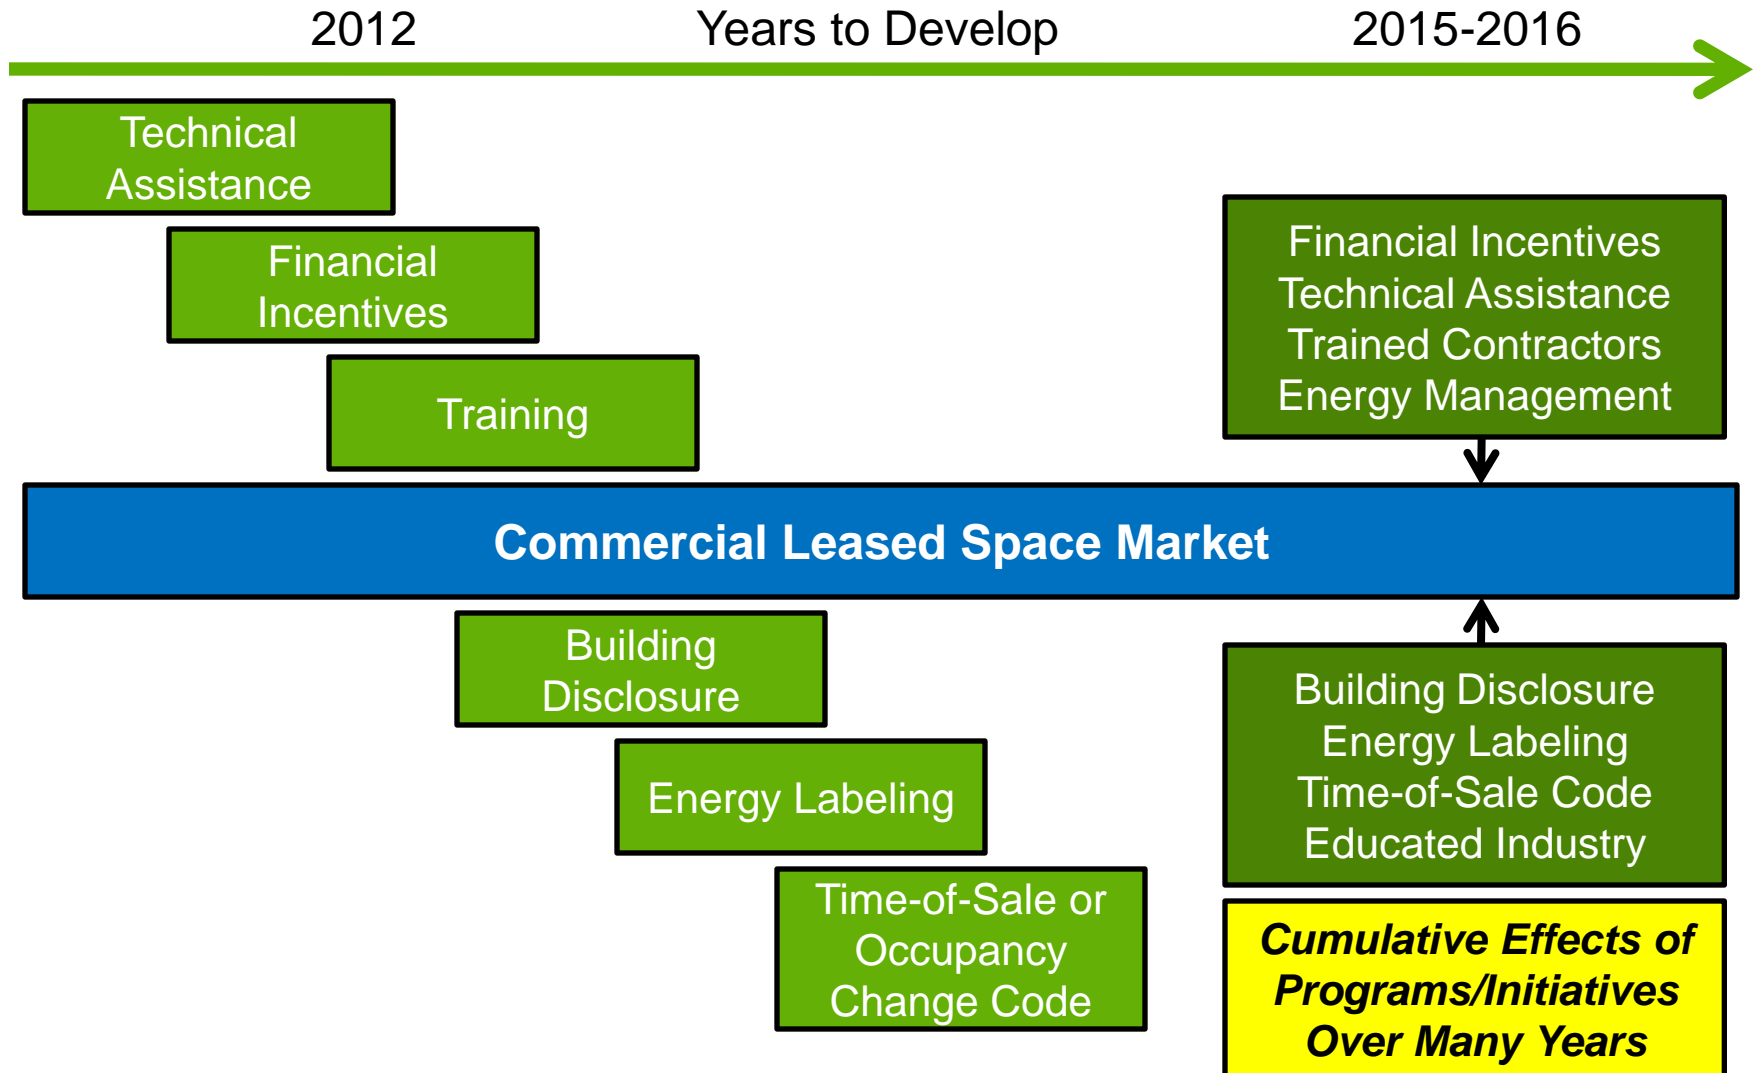 2012 Years to Develop 2015-2016
Technical
Assistance
Financial
Incentives
Training
Financial Incentives
Technical Assistance
Trained Contractors
Energy Management
Commercial Leased Space Market
Building
Disclosure
Energy Labeling
Time-of-Sale or
Occupancy
Change Code
Building Disclosure
Energy Labeling
Time-of-Sale Code
Educated Industry
Cumulative Effects of
Programs/Initiatives
Over Many Years